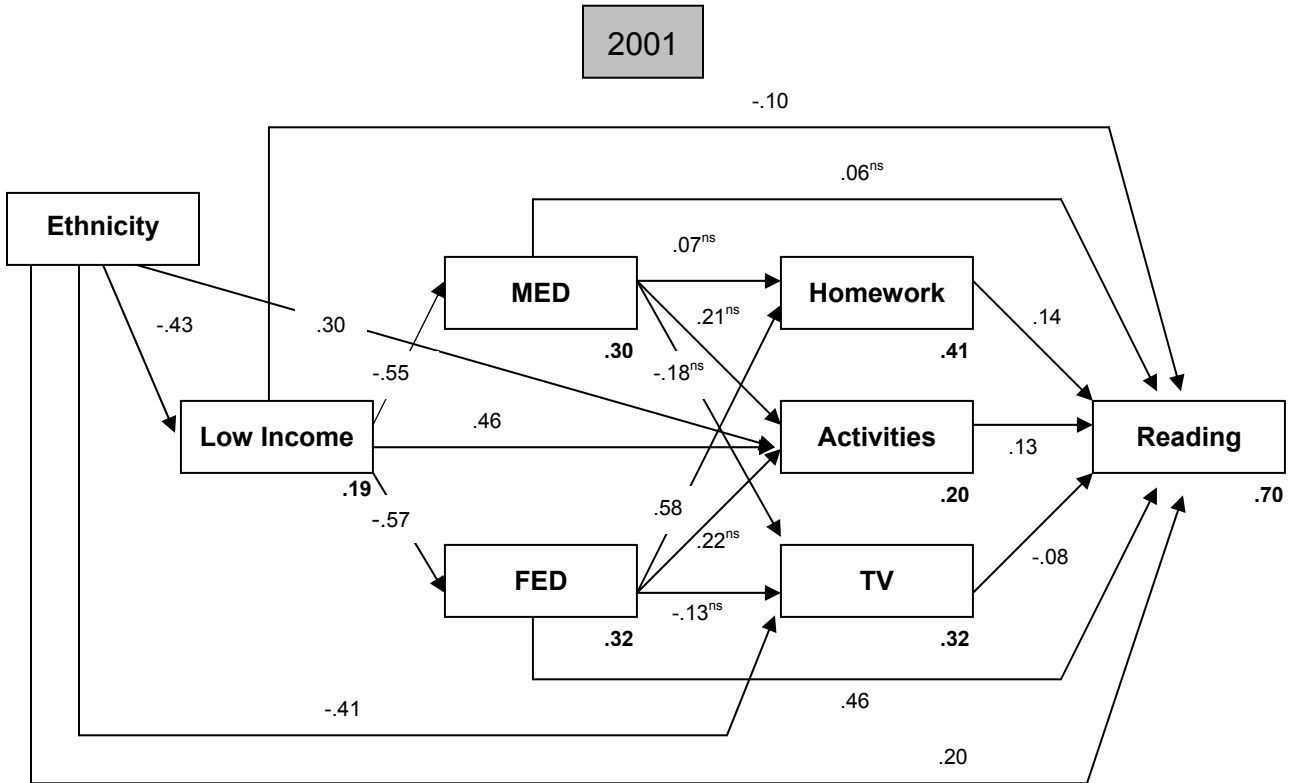 2001
-.10
.06ns
Ethnicity
.07ns
MED
Homework
.21ns
.14
-.43
.30
.30
.41
-.18ns
-.55
Low Income
.46
Activities
.13
Reading
.19
.20
.70
-.57
.58
.22ns
-.08
FED
TV
-.13ns
.32
.32
-.41
.46
.20